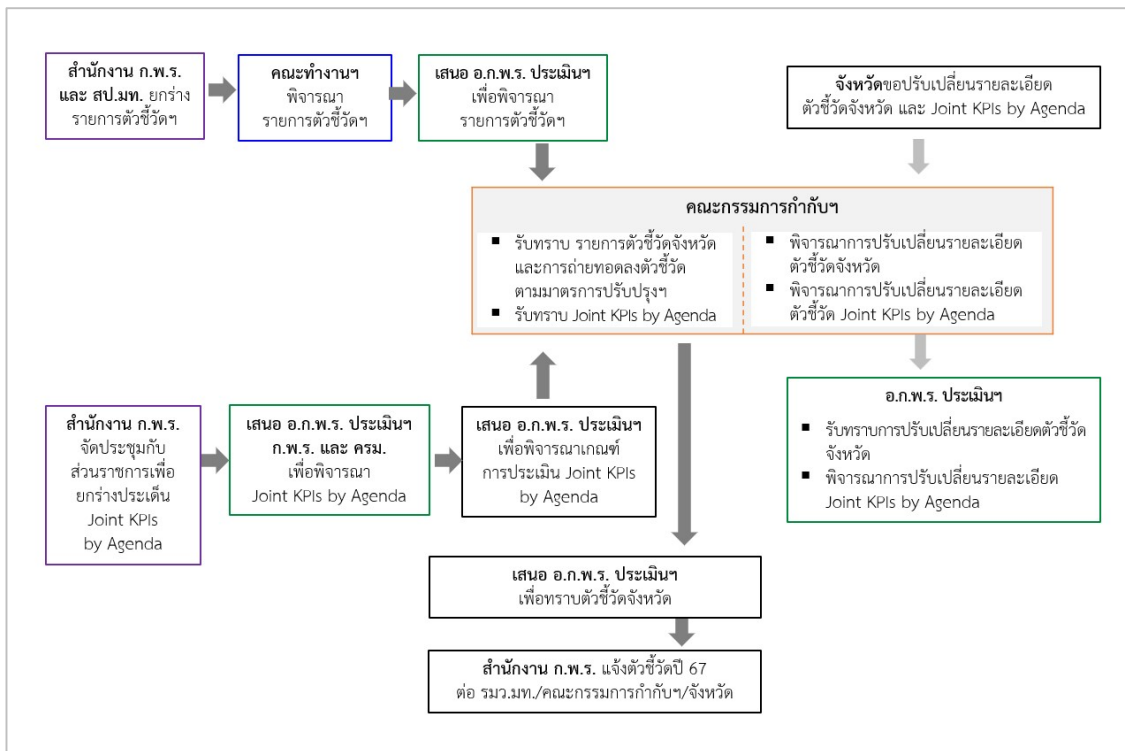 สำนักงาน ก.พ.ร.
และ สป.มท. ยกร่าง
รายการตัวชี้วัดฯ
คณะทำงานฯ
พิจารณา
รายการตัวชี้วัดฯ
เสนอ อ.ก.พ.ร. ประเมินฯ
เพื่อพิจารณา
รายการตัวชี้วัดฯ
จังหวัดขอปรับเปลี่ยนรายละเอียด
ตัวชี้วัดจังหวัด และ Joint KPIs by Agenda
คณะกรรมการกำกับฯ
▪ รับทราบ รายการตัวชี้วัดจังหวัด
และการถ่ายทอดลงตัวชี้วัด
ตามมาตรการปรับปรุงฯ
▪ รับทราบ Joint KPIs by Agenda
▪ พิจารณาการปรับเปลี่ยนรายละเอียด
ตัวชี้วัดจังหวัด
▪ พิจารณาการปรับเปลี่ยนรายละเอียด
ตัวชี้วัด Joint KPIs by Agenda
สำนักงาน ก.พ.ร.
จัดประชุมกับ
ส่วนราชการเพื่อ
ยกร่างประเด็น
Joint KPIs
by Agenda
เสนอ อ.ก.พ.ร. ประเมินฯ
ก.พ.ร. และ ครม.
เพื่อพิจารณา
Joint KPIs by Agenda
เสนอ อ.ก.พ.ร. ประเมินฯ
เพื่อพิจารณาเกณฑ์
การประเมิน Joint KPIs
by Agenda
อ.ก.พ.ร. ประเมินฯ
▪ รับทราบการปรับเปลี่ยนรายละเอียดตัวชี้วัด
จังหวัด
▪ พิจารณาการปรับเปลี่ยนรายละเอียด
Joint KPIs by Agenda
เสนอ อ.ก.พ.ร. ประเมินฯ
เพื่อทราบตัวชี้วัดจังหวัด
สำนักงาน ก.พ.ร. แจ้งตัวชี้วัดปี 67
ต่อ รมว.มท./คณะกรรมการกำกับฯ/จังหวัด